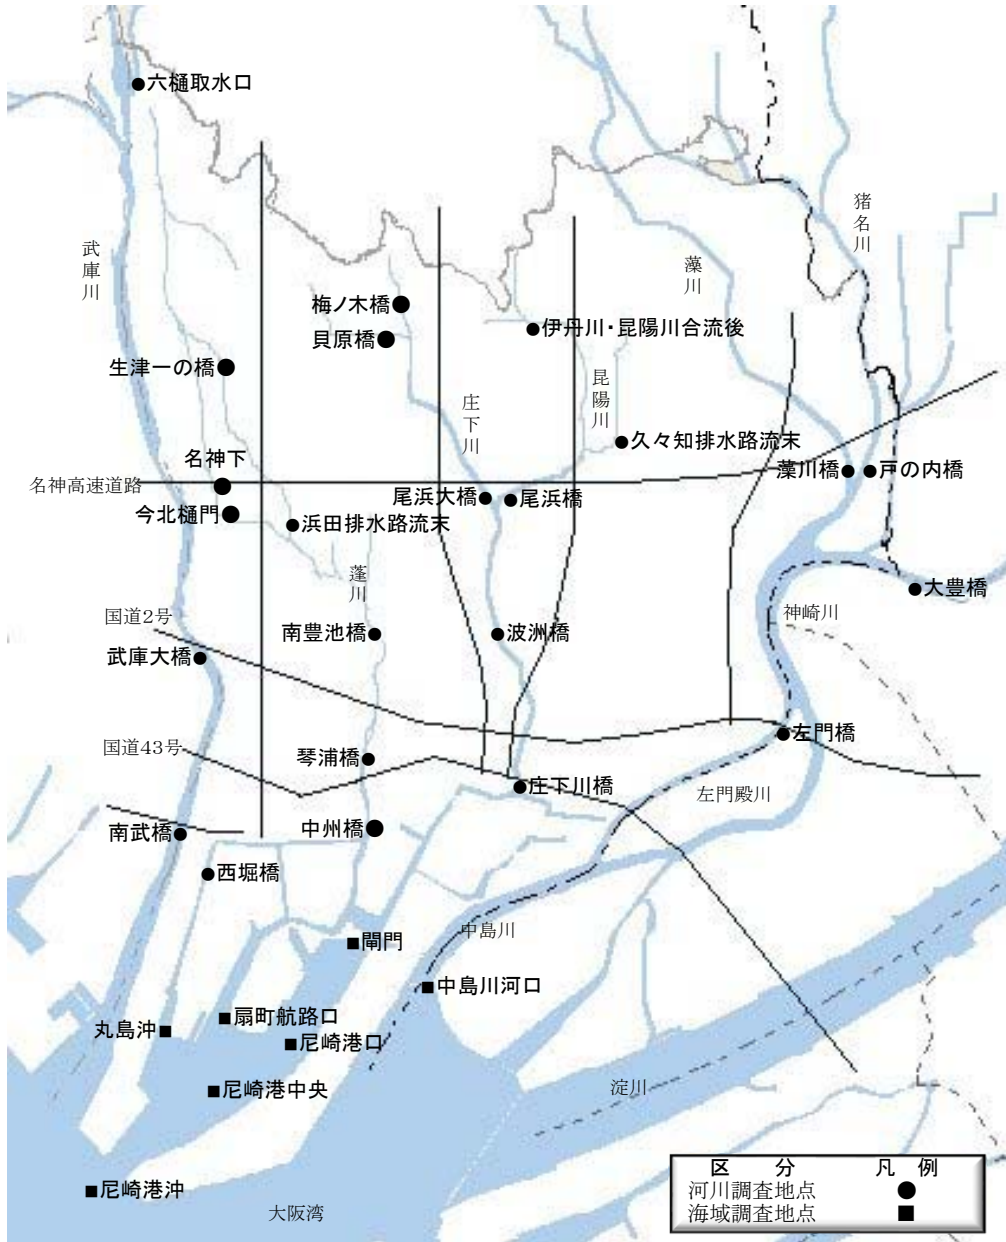 六樋取水口
猪名川
武庫川
藻川
梅ノ木橋
伊丹川・昆陽川合流後
貝原橋
生津一の橋
昆陽川
庄下川
久々知排水路流末
名神下
藻川橋
戸の内橋
名神高速道路
尾浜大橋
尾浜橋
今北樋門
浜田排水路流末
蓬川
大豊橋
神崎川
国道2号
南豊池橋
波洲橋
武庫大橋
左門橋
国道43号
琴浦橋
庄下川橋
左門殿川
南武橋
中州橋
西堀橋
中島川
閘門
中島川河口
扇町航路口
丸島沖
尼崎港口
尼崎港中央
淀川
尼崎港沖
大阪湾
区 分 凡 例
河川調査地点
海域調査地点